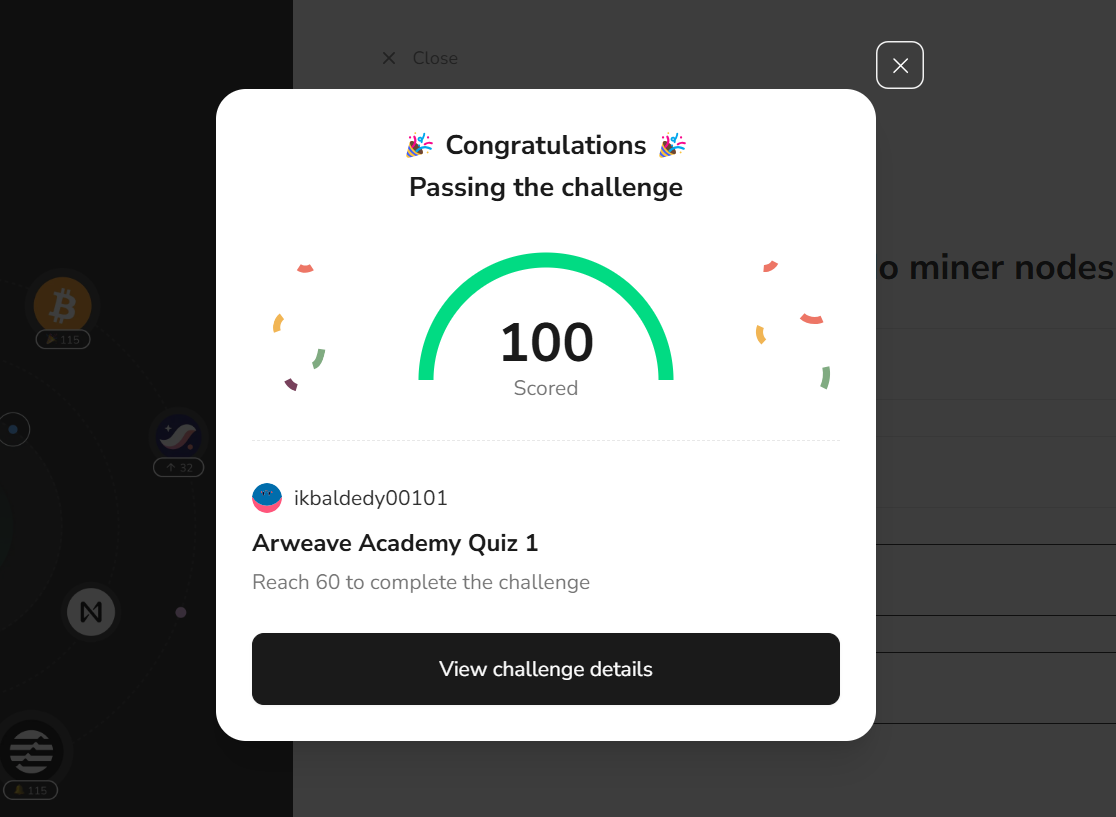 Close
Congratulations
Passing the challenge
o miner nodes
115
100
Scored
32
ikbaldedy00101
Arweave Academy Quiz 1
Reach 60 to complete the challenge
View challenge details
115